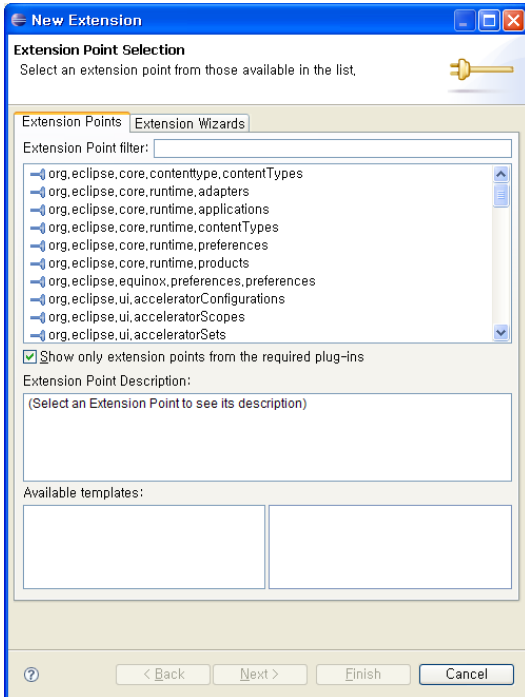 New Extension
Extension Point Selection
Select an extension point from those available in the list,
Extension Points
Extension Wizards
Extension Point filter:
org,eclipse,core,contenttype,contentTypes
org,eclipse,core,runtime,adapters
org,eclipse,core,runtime,applications
org,eclipse,core,runtime,contentTypes
org,eclipse,core,runtime,preferences
org,eclipse,core,runtime,products
org,eclipse,equinox,preferences,preferences
org,eclipse,ui,acceleratorConfigurations
org,eclipse,ui,acceleratorScopes
org,eclipse,ui,acceleratorSets
Show only extension points from the required plug-ins
Extension Point Description:
(Select an Extension Point to see its description)
Available templates:
? < Back Next > Finish Cancel